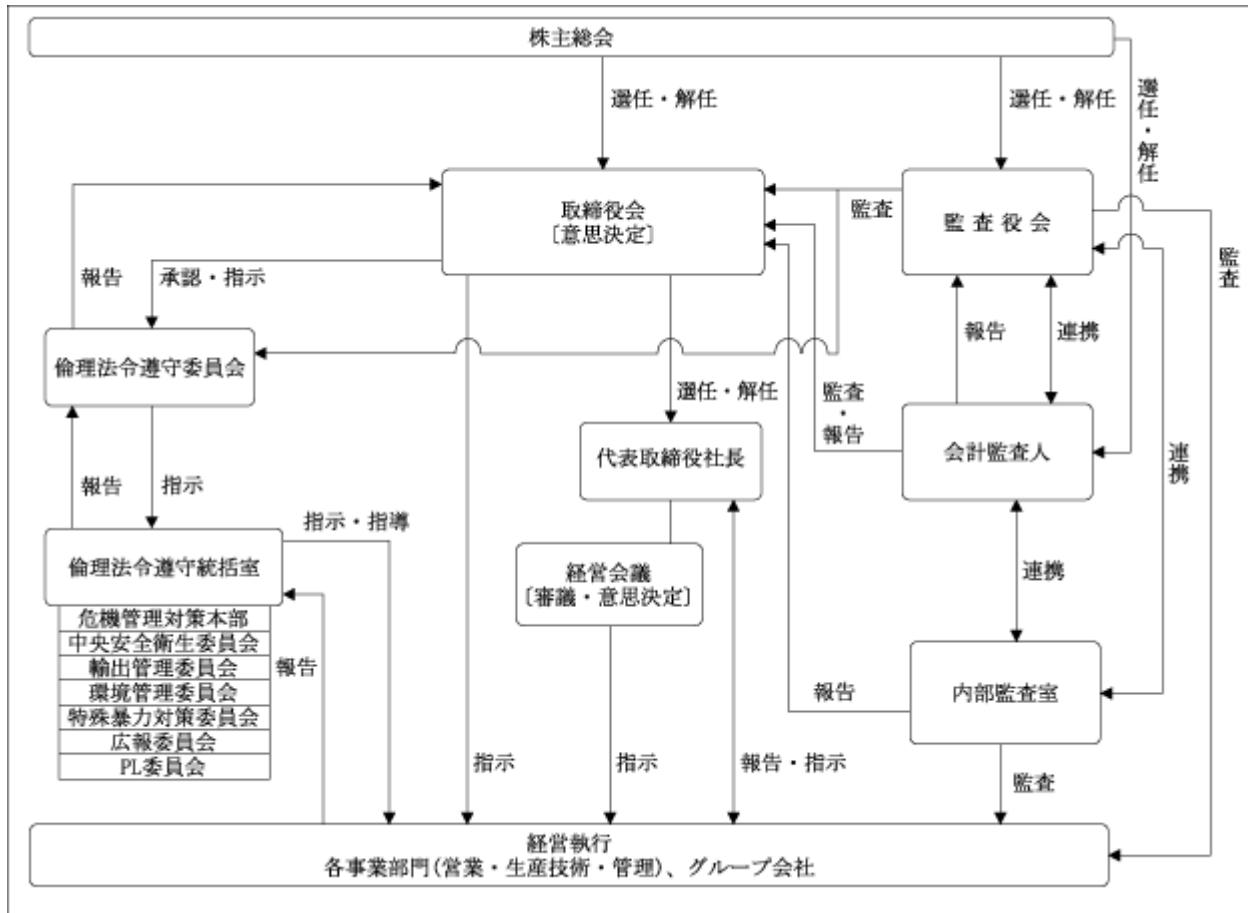 株主総会
選任・解任
選任・解任
選任・解任
取締役会
〔意思決定〕
監査
監査役会
監査
報告
承認・指示
報告
連携
倫理法令遵守委員会
選任・解任
監査・報告
代表取締役社長
会計監査人
連携
報告
指示
指示・指導
倫理法令遵守統括室
経営会議
〔審議・意思決定〕
連携
危機管理対策本部
中央安全衛生委員会
輸出管理委員会
環境管理委員会
特殊暴力対策委員会
広報委員会
PL委員会
報告
報告
内部監査室
指示
指示
報告・指示
監査
経営執行
各事業部門(営業・生産技術・管理)、グループ会社